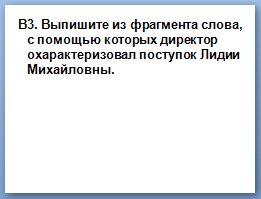 В3. Выпишите из фрагмента слова,
с помощью которых директор
охарактеризовал поступок Лидии
Михайловны.